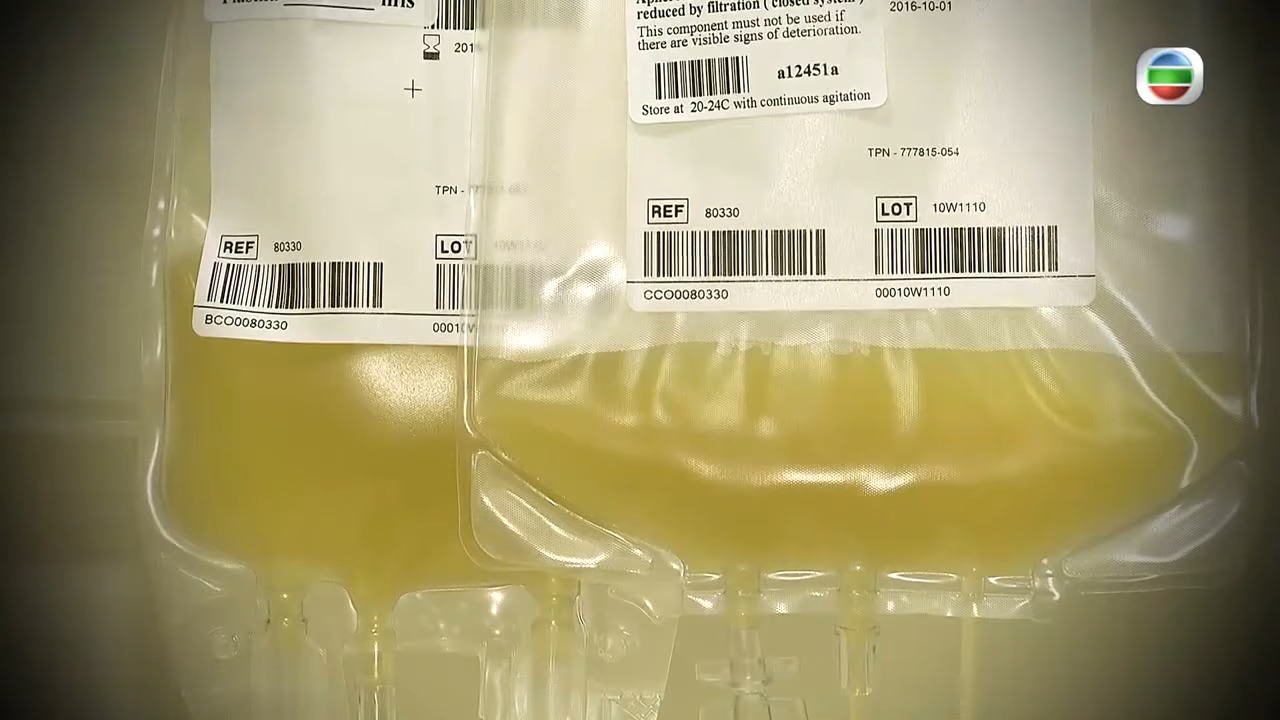 mls
201
TPN -
REF 80330
LOT
BCO0080330
00010W
reduced by filtration ( closed system )
This component must not be used if
there are visible signs of deterioration.
a12451a
Store at 20-24C with continuous agitation
2016-10-01
TPN - 777815-054
REF 80330
LOT 10W1110
CCO0080330
00010W1110